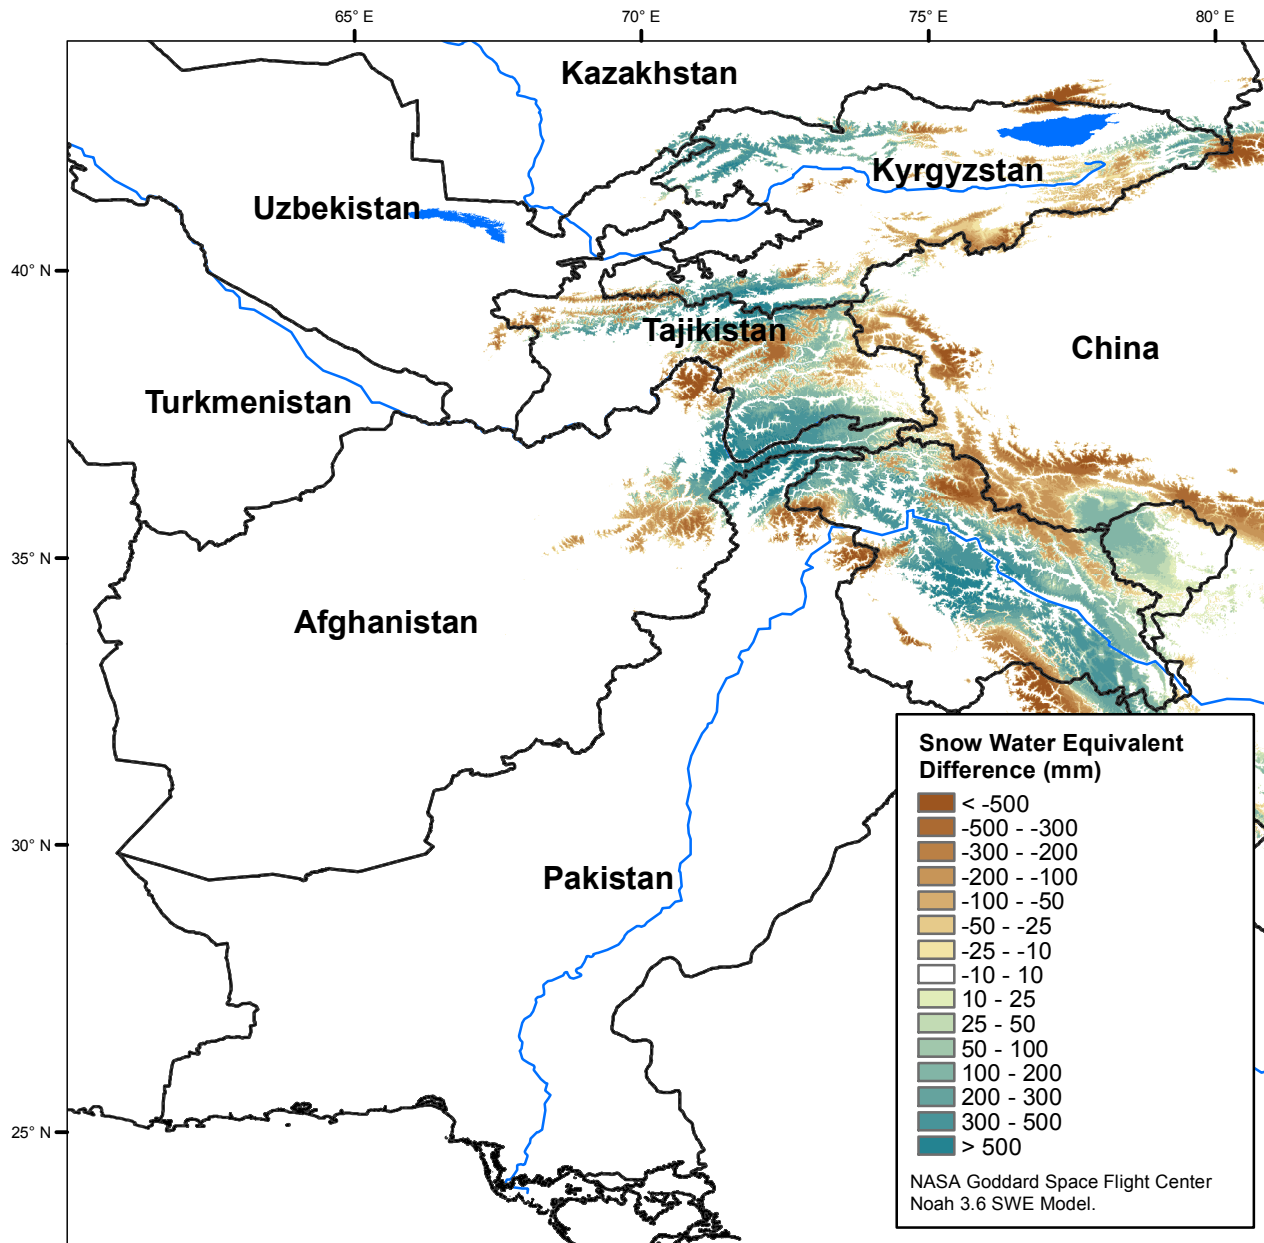 65° E
70° E
75° E
80° E
Kazakhstan
Kyrgyzstan
Uzbekistan
40° N
Tajikistan
China
Turkmenistan
35° N
Afghanistan
Snow Water Equivalent
Difference (mm)
< -500
-500 - -300
-300 - -200
-200 - -100
-100 - -50
-50 - -25
-25 - -10
-10 - 10
10 - 25
25 - 50
50 - 100
100 - 200
200 - 300
300 - 500
> 500
NASA Goddard Space Flight Center
Noah 3.6 SWE Model.
30° N
Pakistan
25° N